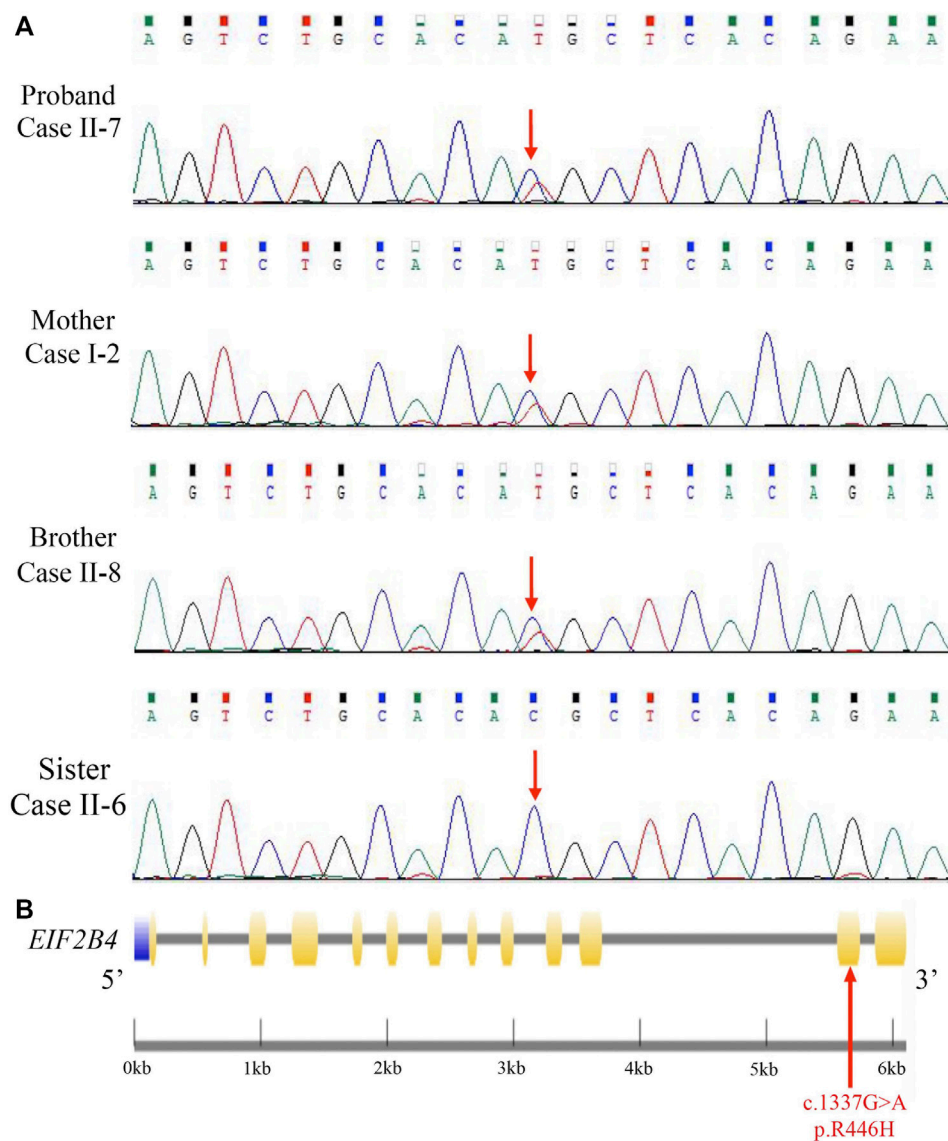 A
A G T C T G C A C A T G C T C A C A G A A
Proband
Case II-7
A G T C T G C A C A T G C T C A C A G A A
Mother
Case I-2
A G T C T G C A C A T G C T C A C A G A A
Brother
Case II-8
A G T C T G C A C A C G C T C A C A G A A
Sister
Case II-6
B
EIF2B4
5’ 3’
0kb 1kb 2kb 3kb 4kb 5kb 6kb
c.1337G>A
p.R446H